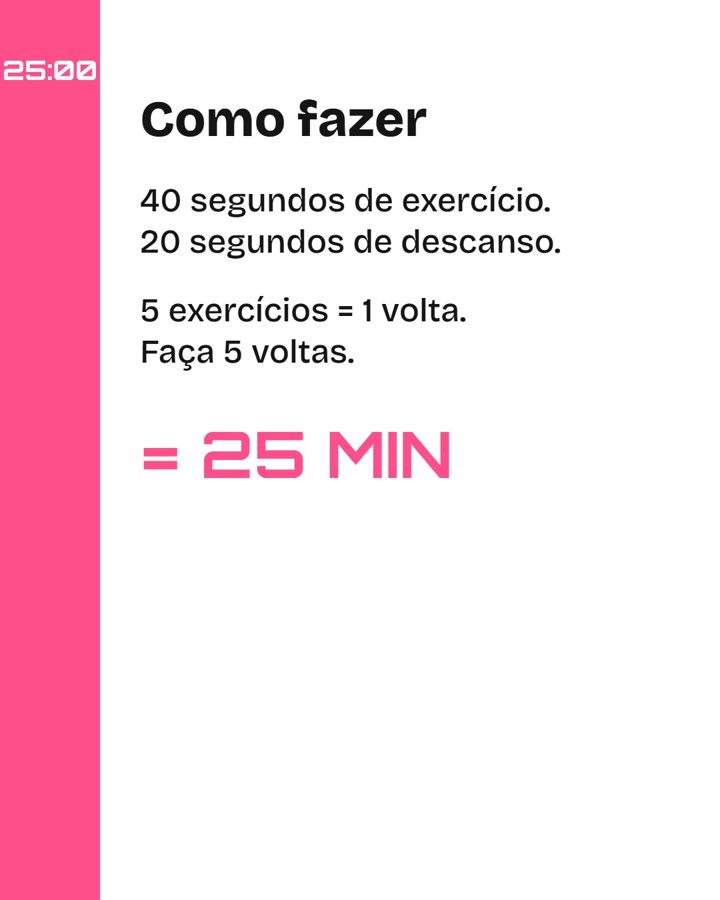 25:00
Como fazer
40 segundos de exercício.
20 segundos de descanso.
5 exercícios = 1 volta.
Faça 5 voltas.
= 25 MIN